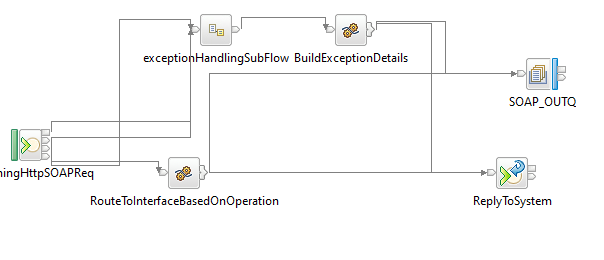 exceptionHandlingSubFlow
BuildExceptionDetails
SOAP_OUTQ
ningHttpSOAPReq
RouteToInterfaceBasedOnOperation
ReplyToSystem